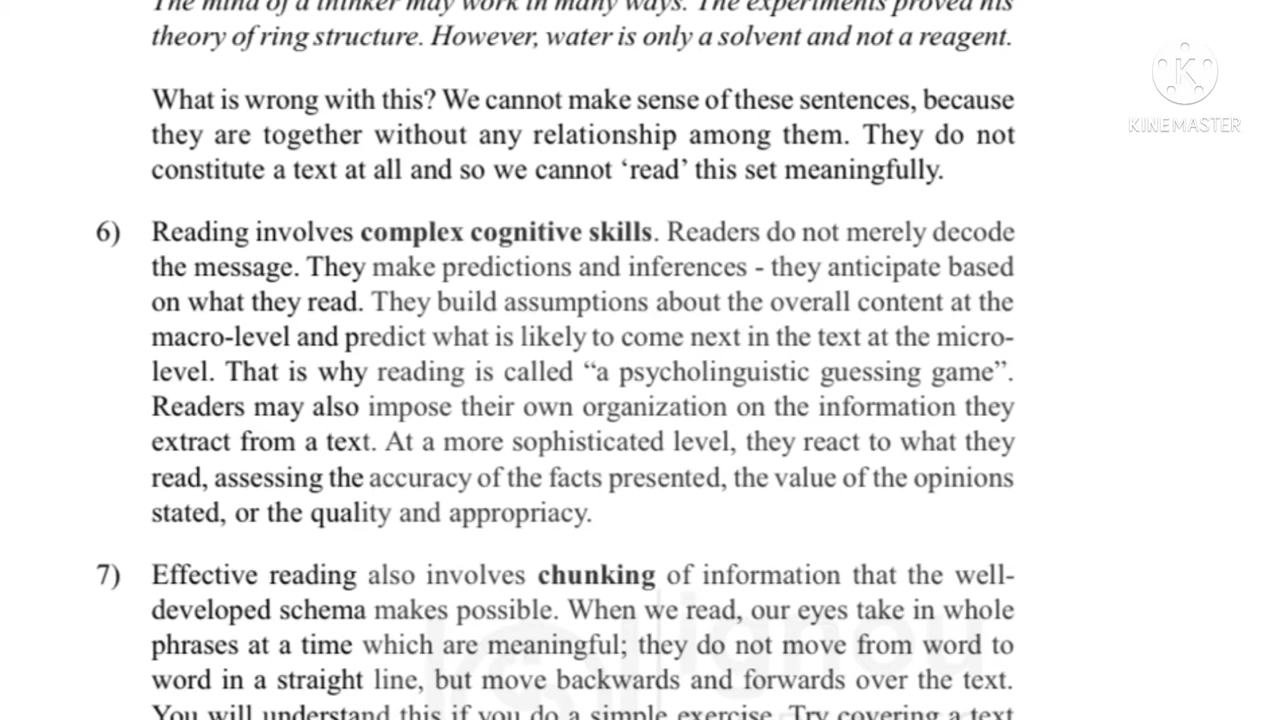 The mind of a thinker may work in many ways. The experiments proved his
theory of ring structure. However, water is only a solvent and not a reagent.
What is wrong with this? We cannot make sense of these sentences, because
they are together without any relationship among them. They do not
constitute a text at all and so we cannot ‘read’ this set meaningfully.
6) Reading involves complex cognitive skills. Readers do not merely decode
the message. They make predictions and inferences - they anticipate based
on what they read. They build assumptions about the overall content at the
macro-level and predict what is likely to come next in the text at the micro-
level. That is why reading is called “a psycholinguistic guessing game”.
Readers may also impose their own organization on the information they
extract from a text. At a more sophisticated level, they react to what they
read, assessing the accuracy of the facts presented, the value of the opinions
stated, or the quality and appropriacy.
7) Effective reading also involves chunking of information that the well-
developed schema makes possible. When we read, our eyes take in whole
phrases at a time which are meaningful; they do not move from word to
word in a straight line, but move backwards and forwards over the text.
You will understand this if you do a simple exercise. Try covering a text
K
KINEMASTER
ignou